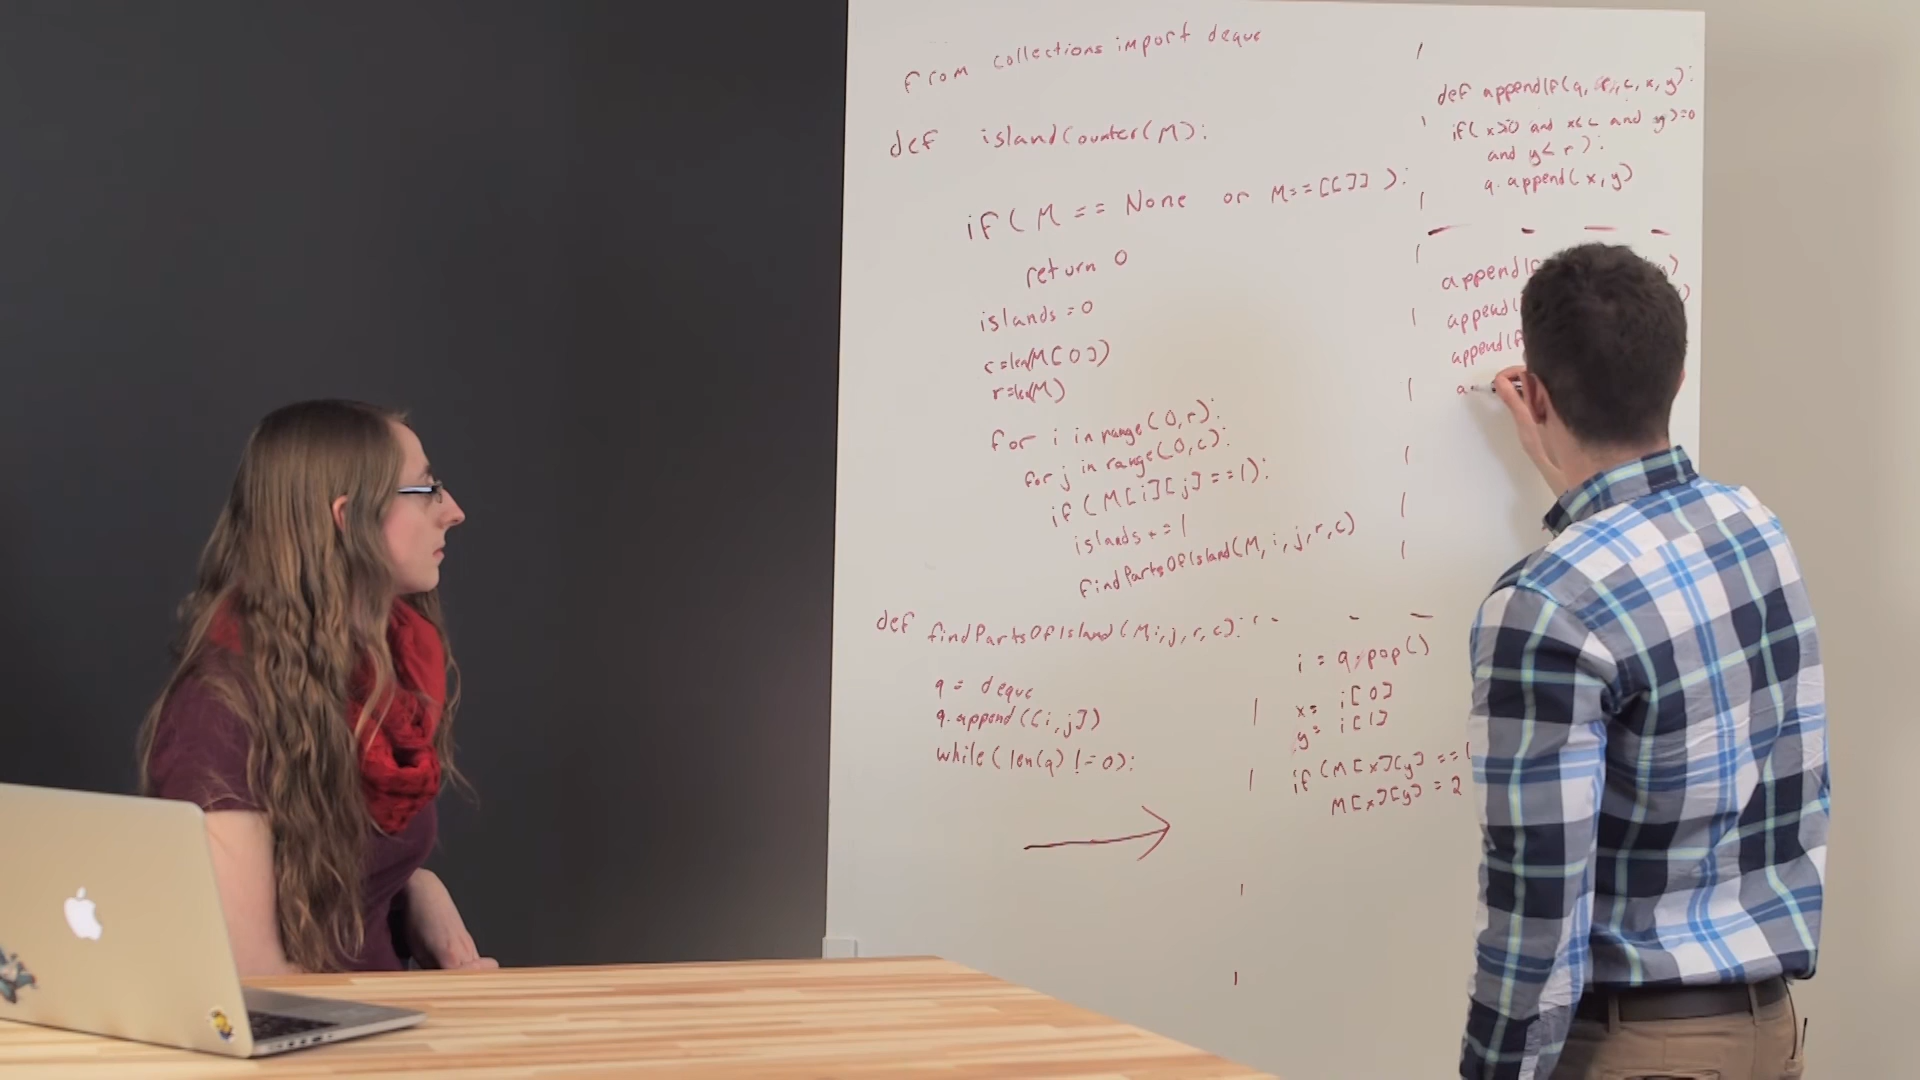 from collections import deque
def islandCounter(M):
if(M == None or M==[[]]):
return 0
islands=0
c=len(M[0])
r=len(M)
for i in range(0,r):
for j in range(0,c):
if(M[i][j]==1):
islands+=1
findPartsOfIsland(M,i,j,r,c)
def findPartsOfIsland(M,i,j,r,c):
q = deque
q.append([i,j])
while(len(q)!=0):
i = q.pop()
x= i[0]
y= i[1]
if(M[x][y]==1
M[x][y]=2
def appendIf(q,r,c,x,y):
if(x>=0 and x<c and y>=0
and y<r):
q.append(x,y)
appendIf
append
appendIf
a